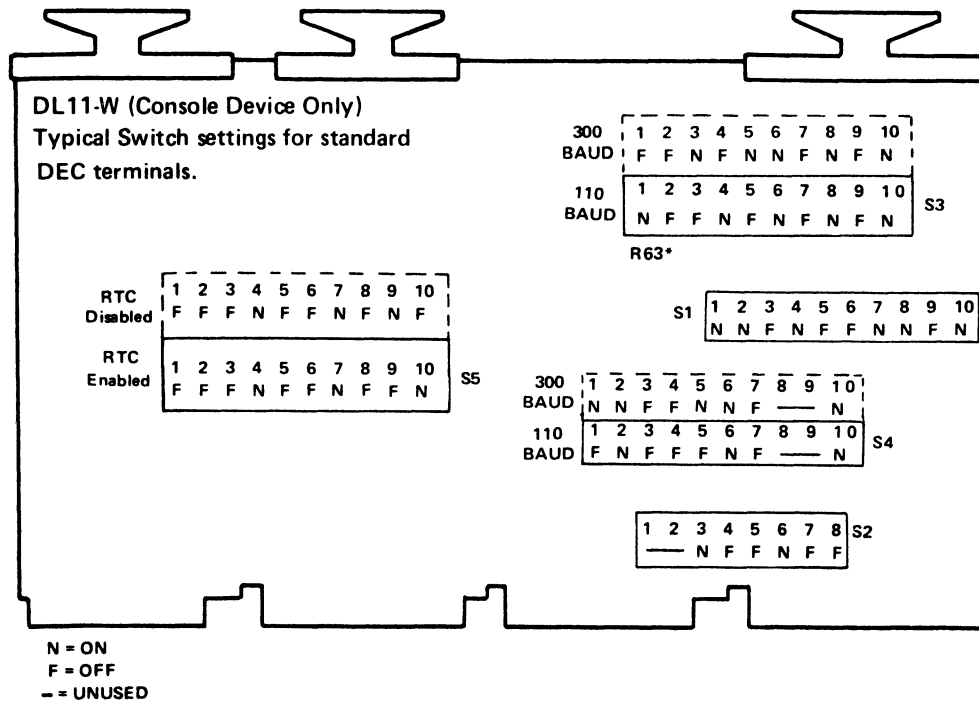 DL11-W (Console Device Only)
Typical Switch settings for standard
DEC terminals.
300 BAUD
1 2 3 4 5 6 7 8 9 10
F F N F N N F N F N
110 BAUD
1 2 3 4 5 6 7 8 9 10
N F F N F N F N F N
S3
R63*
RTC Disabled
1 2 3 4 5 6 7 8 9 10
F F F N F F N F N F
RTC Enabled
1 2 3 4 5 6 7 8 9 10
F F F N F F N F F N
S5
S1
1 2 3 4 5 6 7 8 9 10
N N F N F F N N F N
300 BAUD
1 2 3 4 5 6 7 8 9 10
N N F F N N F — N
110 BAUD
1 2 3 4 5 6 7 8 9 10
F N F F F N F — N
S4
1 2 3 4 5 6 7 8
— N F F N F F
S2
N = ON
F = OFF
– = UNUSED